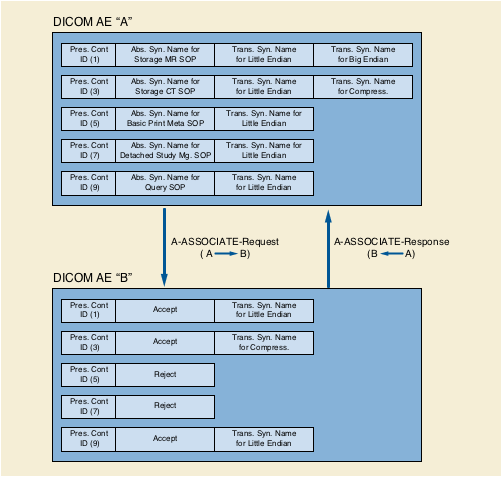 DICOM AE “A”
Pres. Cont
ID (1)
Abs. Syn. Name for
Storage MR SOP
Trans. Syn. Name
for Little Endian
Trans. Syn. Name
for Big Endian
Pres. Cont
ID (3)
Abs. Syn. Name for
Storage CT SOP
Trans. Syn. Name
for Little Endian
Trans. Syn. Name
for Compress.
Pres. Cont
ID (5)
Abs. Syn. Name for
Basic Print Meta SOP
Trans. Syn. Name for
Little Endian
Pres. Cont
ID (7)
Abs. Syn. Name for
Detached Study Mg. SOP
Trans. Syn. Name for
Little Endian
Pres. Cont
ID (9)
Abs. Syn. Name for
Query SOP
Trans. Syn. Name
for Little Endian
A-ASSOCIATE-Request
( A → B)
A-ASSOCIATE-Response
(B ← A)
DICOM AE “B”
Pres. Cont
ID (1)
Accept
Trans. Syn. Name
for Little Endian
Pres. Cont
ID (3)
Accept
Trans. Syn. Name
for Compress.
Pres. Cont
ID (5)
Reject
Pres. Cont
ID (7)
Reject
Pres. Cont
ID (9)
Accept
Trans. Syn. Name
for Little Endian